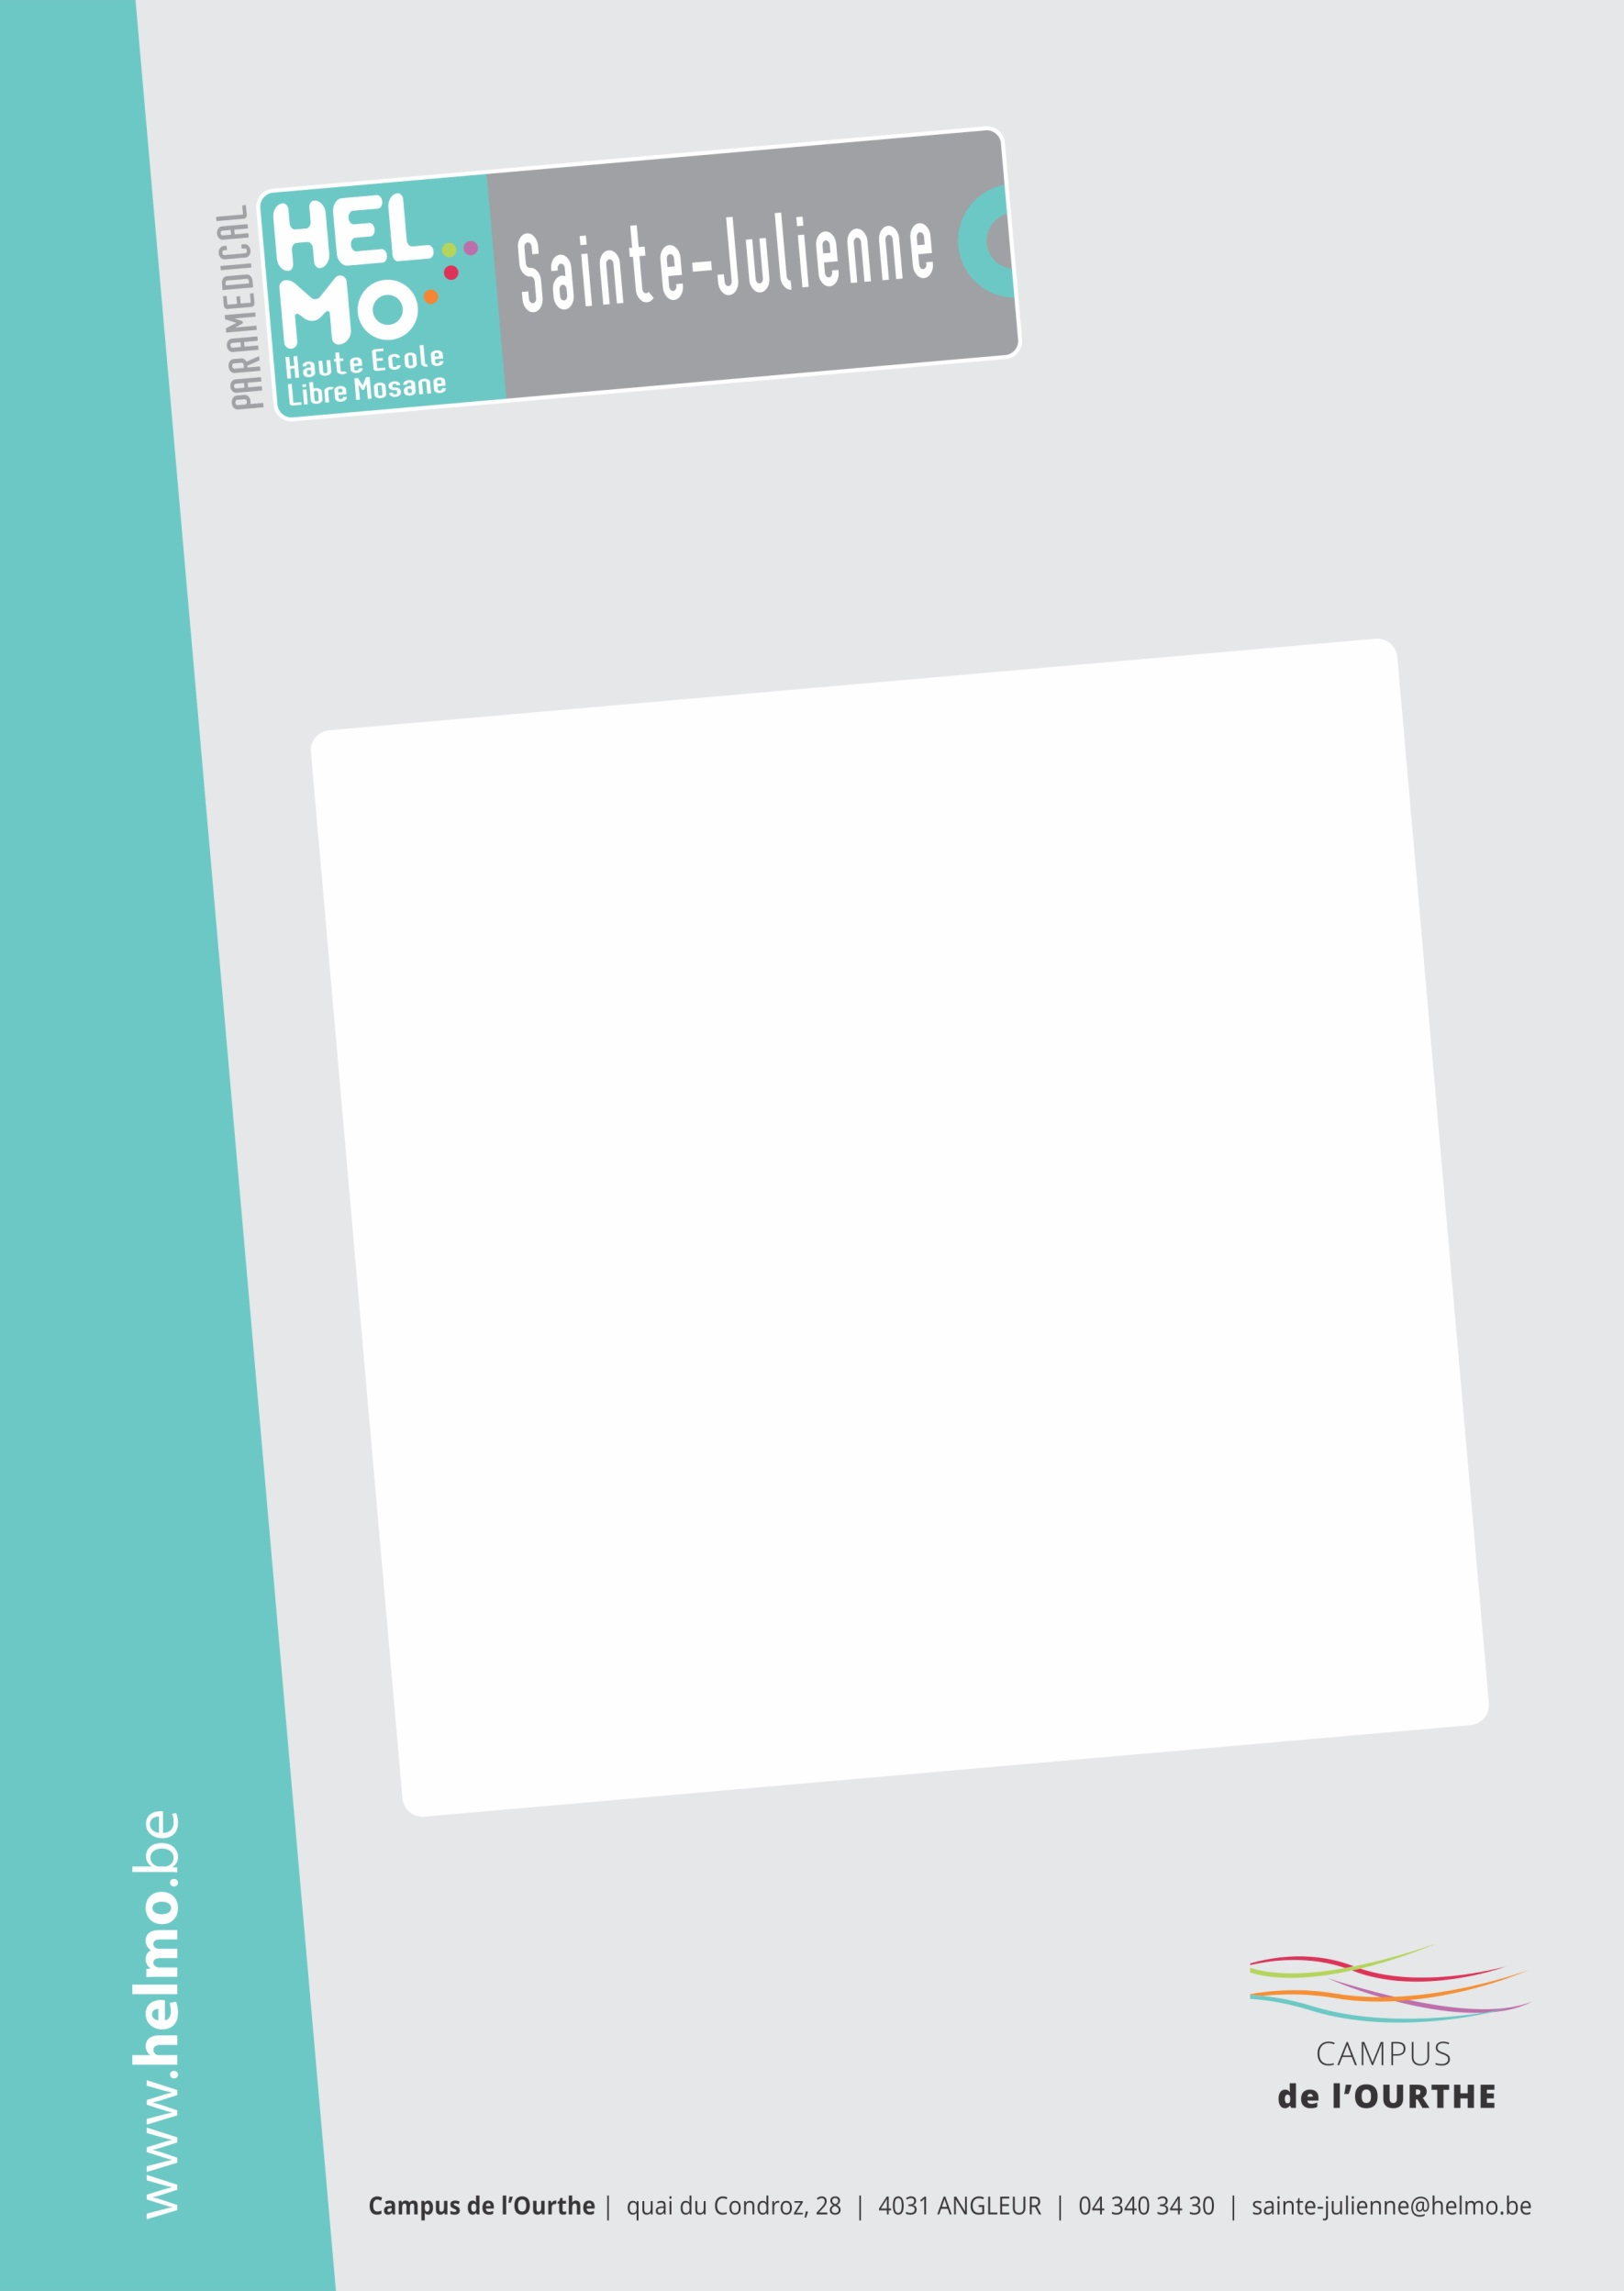 PARAMEDICAL
HEL
MO
Haute Ecole
Libre Mosane
Sainte-Julienne
www.helmo.be
CAMPUS
de l’OURTHE
Campus de l’Ourthe | quai du Condroz, 28 | 4031 ANGLEUR | 04 340 34 30 | sainte-julienne@helmo.be